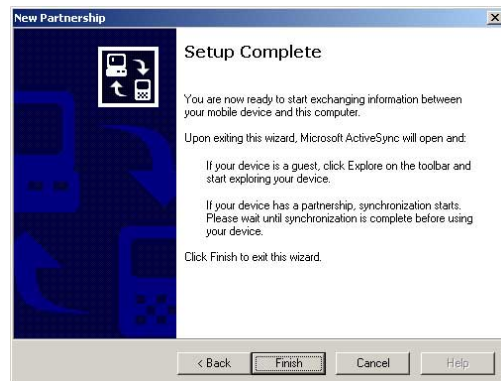 New Partnership
Setup Complete
You are now ready to start exchanging information between
your mobile device and this computer.
Upon exiting this wizard, Microsoft ActiveSync will open and:
If your device is a guest, click Explore on the toolbar and
start exploring your device.
If your device has a partnership, synchronization starts.
Please wait until synchronization is complete before using
your device.
Click Finish to exit this wizard.
< Back Finish Cancel Help